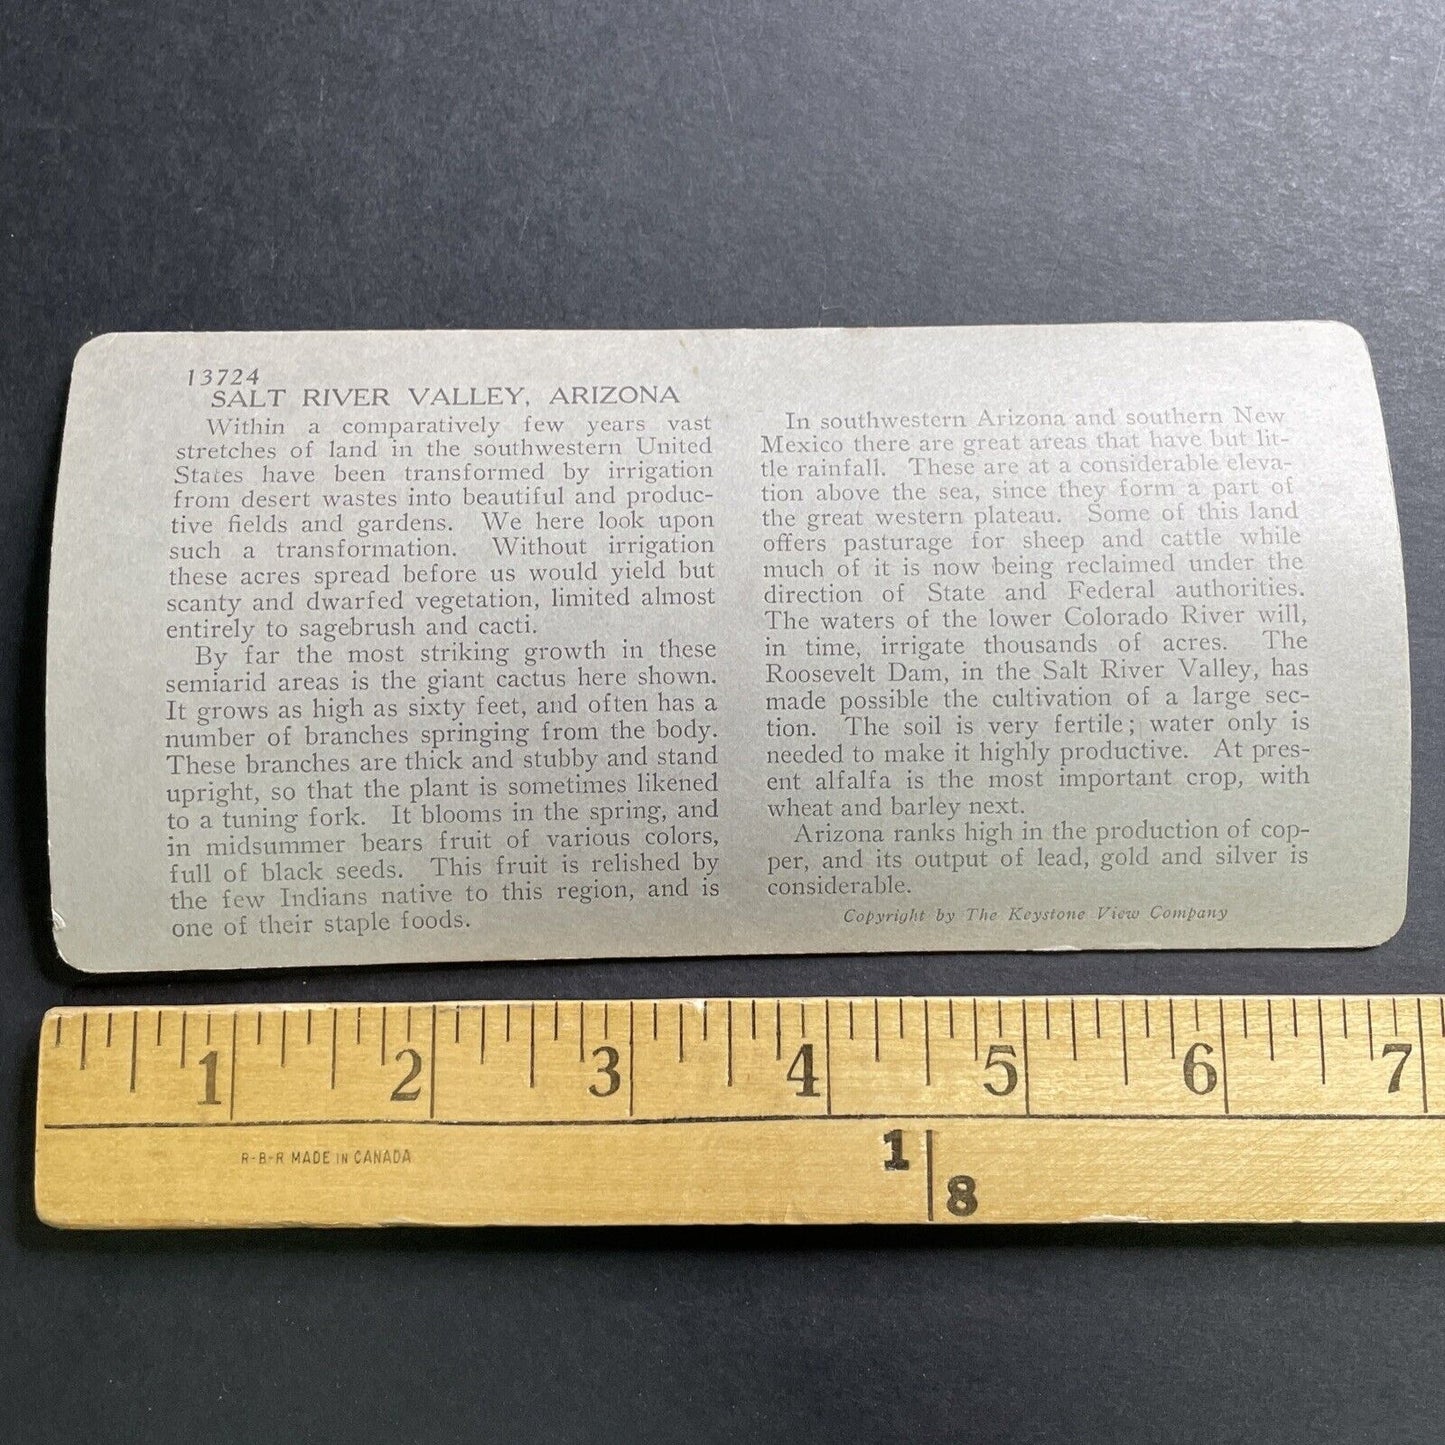 13724
SALT RIVER VALLEY, ARIZONA
Within a comparatively few years vast
stretches of land in the southwestern United
States have been transformed by irrigation
from desert wastes into beautiful and produc-
tive fields and gardens. We here look upon
such a transformation. Without irrigation
these acres spread before us would yield but
scanty and dwarfed vegetation, limited almost
entirely to sagebrush and cacti.
By far the most striking growth in these
semiarid areas is the giant cactus here shown.
It grows as high as sixty feet, and often has a
number of branches springing from the body.
These branches are thick and stubby and stand
upright, so that the plant is sometimes likened
to a tuning fork. It blooms in the spring, and
in midsummer bears fruit of various colors,
full of black seeds. This fruit is relished by
the few Indians native to this region, and is
one of their staple foods.
In southwestern Arizona and southern New
Mexico there are great areas that have but lit-
tle rainfall. These are at a considerable eleva-
tion above the sea, since they form a part of
the great western plateau. Some of this land
offers pasturage for sheep and cattle while
much of it is now being reclaimed under the
direction of State and Federal authorities.
The waters of the lower Colorado River will,
in time, irrigate thousands of acres. The
Roosevelt Dam, in the Salt River Valley, has
made possible the cultivation of a large sec-
tion. The soil is very fertile; water only is
needed to make it highly productive. At pres-
ent alfalfa is the most important crop, with
wheat and barley next.
Arizona ranks high in the production of cop-
per, and its output of lead, gold and silver is
considerable.
Copyright by The Keystone View Company
1 2 3 4 5 6 7
R-B-R MADE IN CANADA
1
8